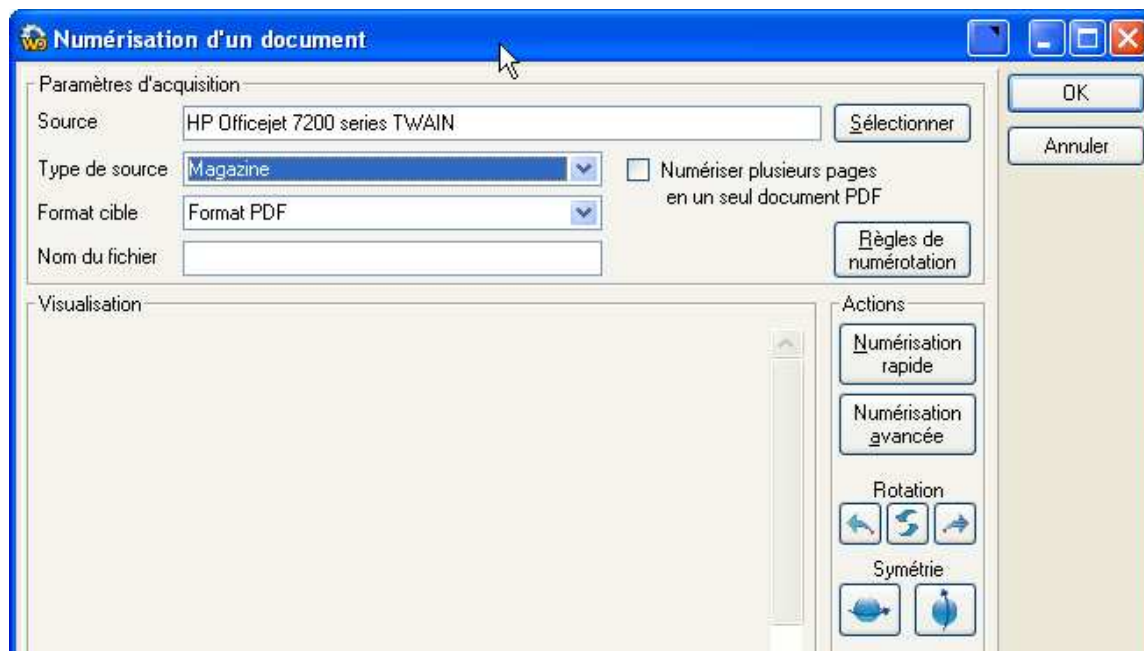 Numérisation d'un document
Paramètres d'acquisition
Source
HP Officejet 7200 series TWAIN
Sélectionner
Type de source
Magazine
Numériser plusieurs pages
en un seul document PDF
Format cible
Format PDF
Nom du fichier
Règles de
numérotation
OK
Annuler
Visualisation
Actions
Numérisation
rapide
Numérisation
avancée
Rotation
Symétrie